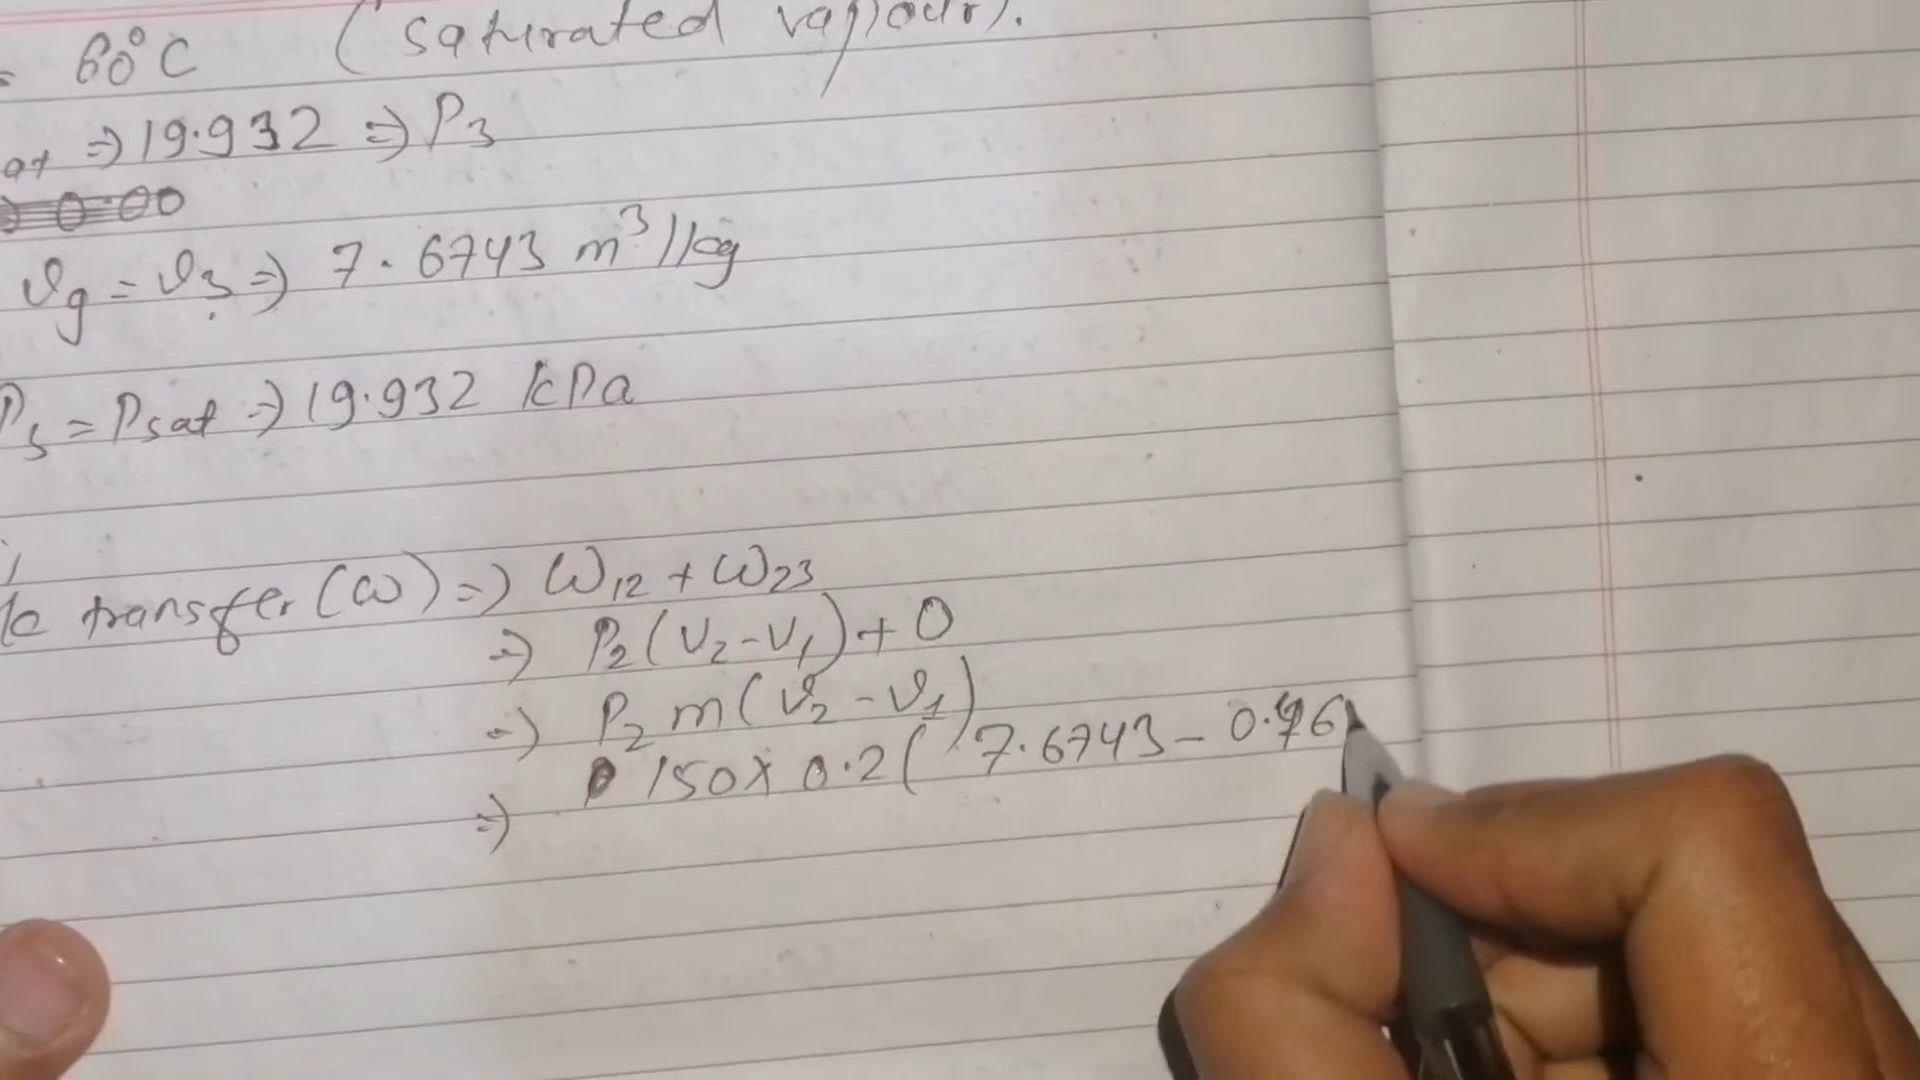 = 60°C (saturated vapour).
at ⇒ 19.932 ⇒ P3
vg = v3 ⇒ 7.6743 m³/kg
P3 = Psat ⇒ 19.932 kPa
transfer (W) ⇒ W12 + W23
⇒ P2 (V2 - V1) + 0
⇒ P2 m (v2 - v1)
⇒ 150 x 0.2 ( 7.6743 - 0.76